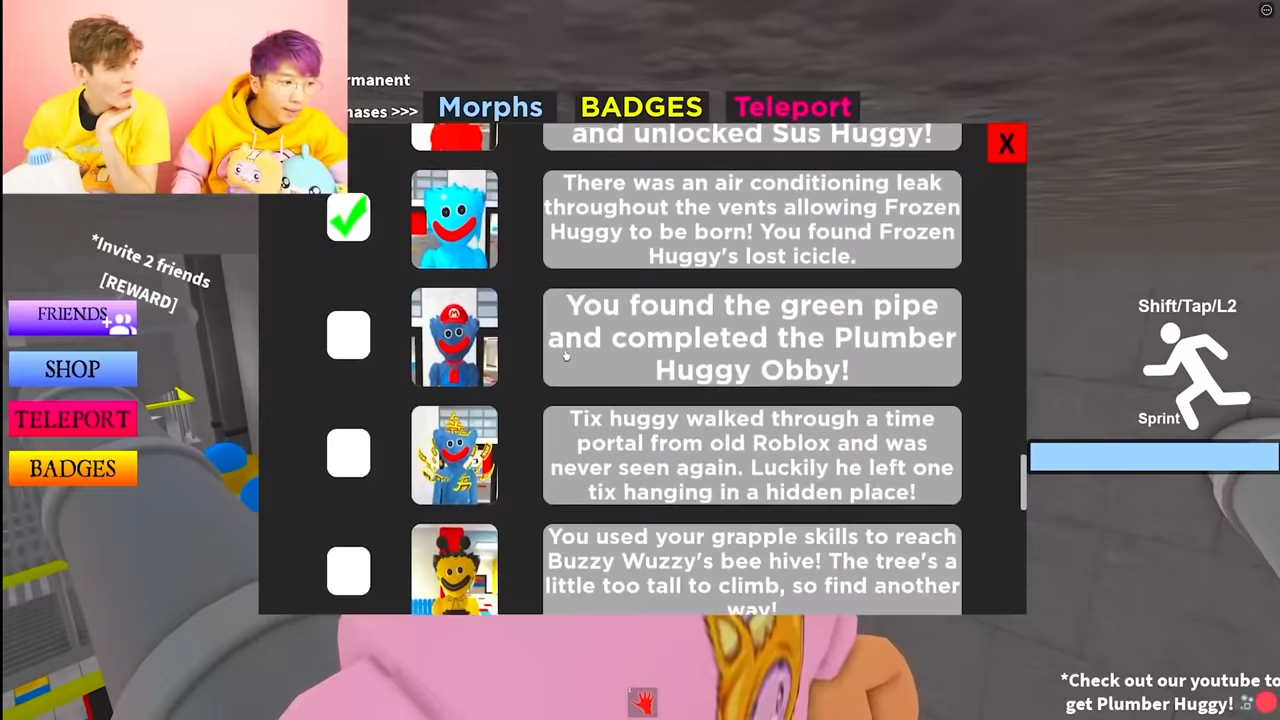 rmanent
hases >>>
Morphs
BADGES
Teleport
X
and unlocked Sus Huggy!
There was an air conditioning leak
throughout the vents allowing Frozen
Huggy to be born! You found Frozen
Huggy's lost icicle.
You found the green pipe
and completed the Plumber
Huggy Obby!
Tix huggy walked through a time
portal from old Roblox and was
never seen again. Luckily he left one
tix hanging in a hidden place!
You used your grapple skills to reach
Buzzy Wuzzy's bee hive! The tree's a
little too tall to climb, so find another
way!
*Invite 2 friends
[REWARD]
FRIENDS
SHOP
TELEPORT
BADGES
Shift/Tap/L2
Sprint
*Check out our youtube to
get Plumber Huggy!
M